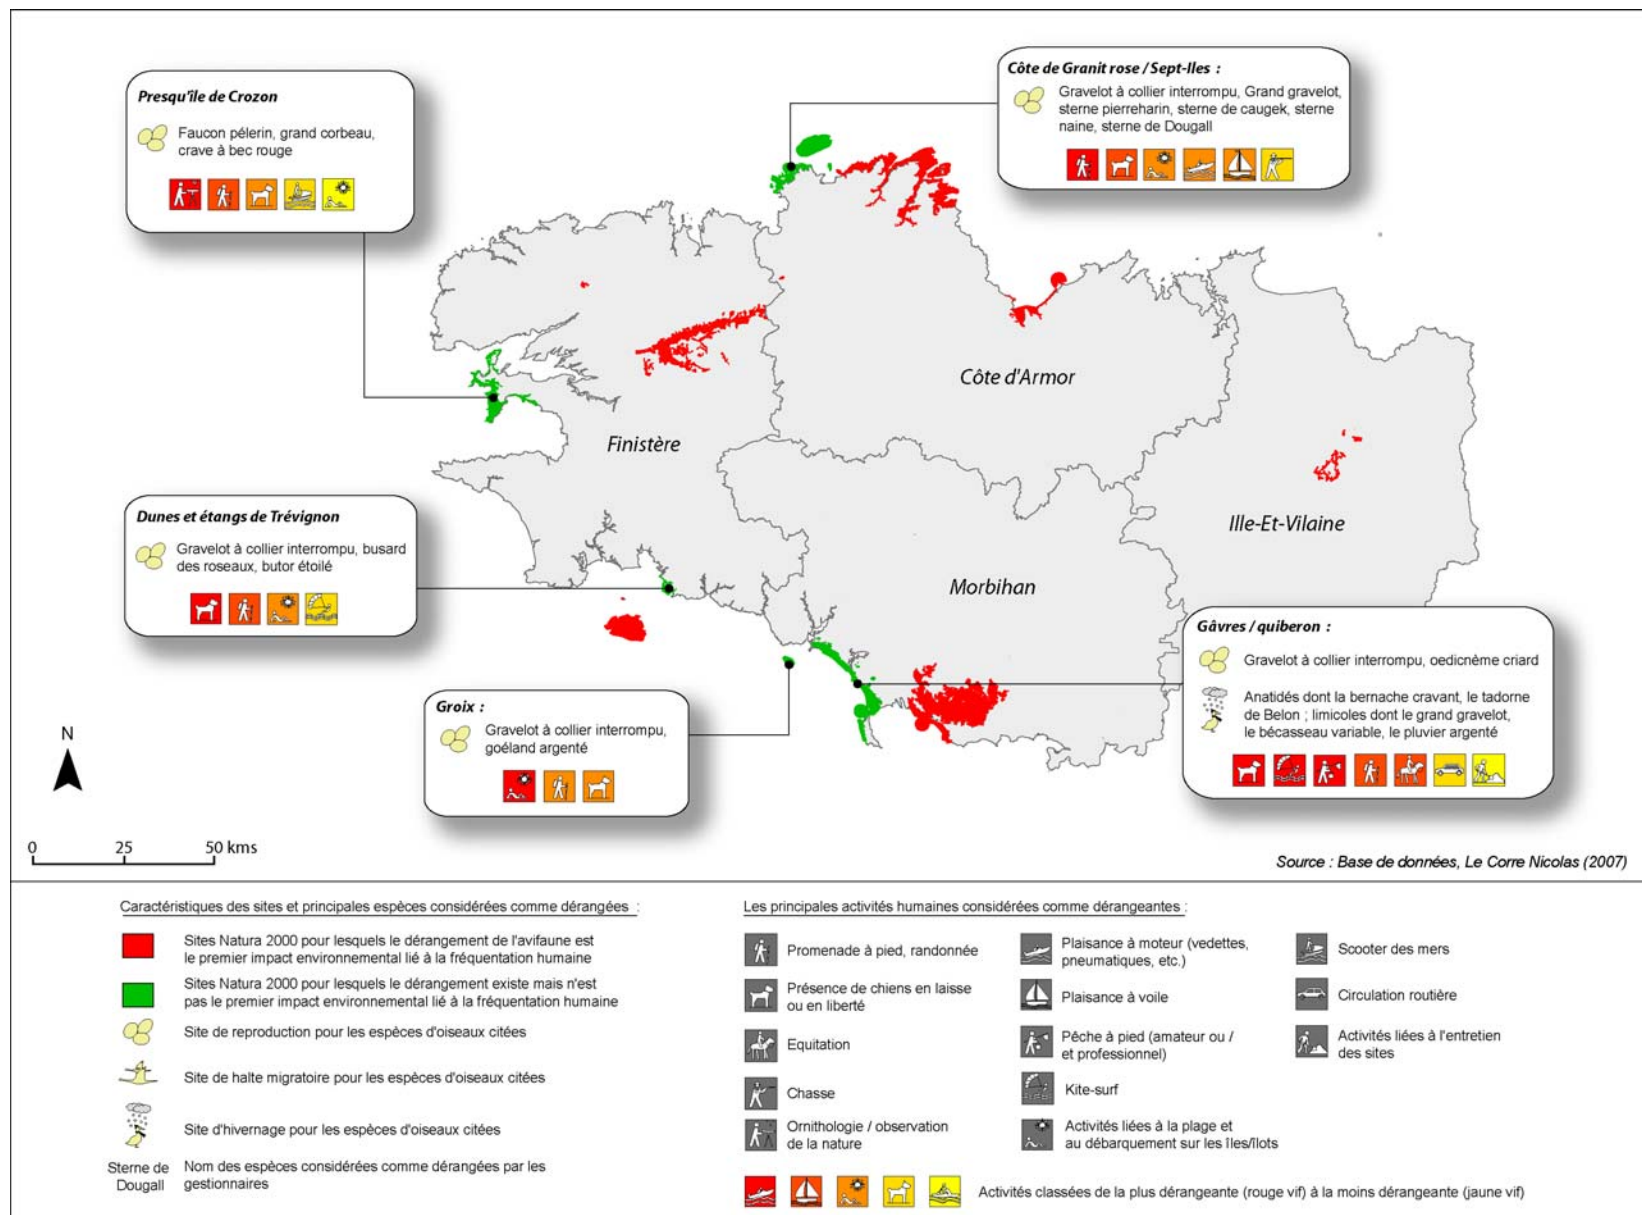 Presqu'île de Crozon
Faucon pélerin, grand corbeau,
crave à bec rouge
Côte de Granit rose / Sept-Iles :
Gravelot à collier interrompu, Grand gravelot,
sterne pierreharin, sterne de caugek, sterne
naine, sterne de Dougall
Côte d'Armor
Finistère
Ille-Et-Vilaine
Morbihan
Dunes et étangs de Trévignon
Gravelot à collier interrompu, busard
des roseaux, butor étoilé
Groix :
Gravelot à collier interrompu,
goéland argenté
Gâvres / quiberon :
Gravelot à collier interrompu, oedicnème criard
Anatidés dont la bernache cravant, le tadorne
de Belon ; limicoles dont le grand gravelot,
le bécasseau variable, le pluvier argenté
N
0 25 50 kms
Source : Base de données, Le Corre Nicolas (2007)
Caractéristiques des sites et principales espèces considérées comme dérangées :
Sites Natura 2000 pour lesquels le dérangement de l'avifaune est
le premier impact environnemental lié à la fréquentation humaine
Sites Natura 2000 pour lesquels le dérangement existe mais n'est
pas le premier impact environnemental lié à la fréquentation humaine
Site de reproduction pour les espèces d'oiseaux citées
Site de halte migratoire pour les espèces d'oiseaux citées
Site d'hivernage pour les espèces d'oiseaux citées
Sterne de
Dougall
Nom des espèces considérées comme dérangées par les
gestionnaires
Les principales activités humaines considérées comme dérangeantes :
Promenade à pied, randonnée
Présence de chiens en laisse
ou en liberté
Equitation
Chasse
Ornithologie / observation
de la nature
Plaisance à moteur (vedettes,
pneumatiques, etc.)
Plaisance à voile
Pêche à pied (amateur ou /
et professionnel)
Kite-surf
Activités liées à la plage et
au débarquement sur les îles/îlots
Scooter des mers
Circulation routière
Activités liées à l'entretien
des sites
Activités classées de la plus dérangeante (rouge vif) à la moins dérangeante (jaune vif)